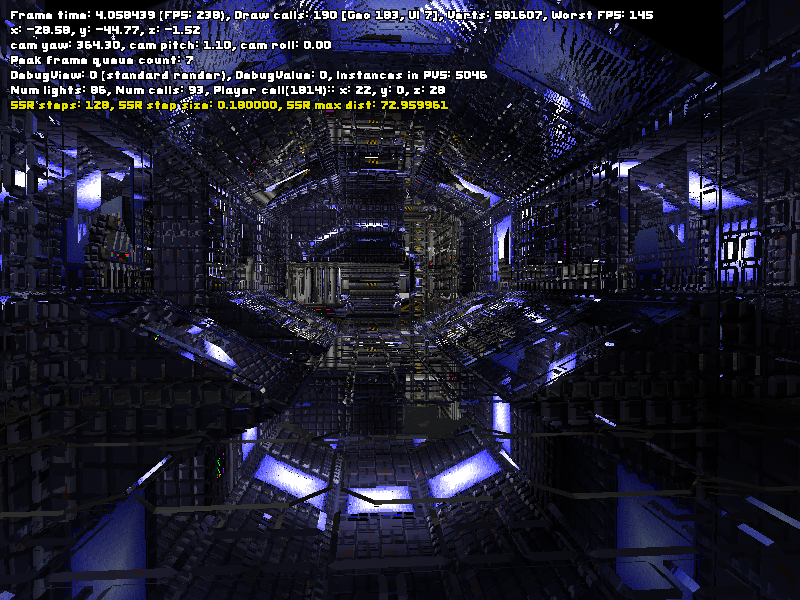 Frame time: 4.058439 (FPS: 238), Draw calls: 190 [Geo 183, UI 7], Verts: 581607, Worst FPS: 145
x: -28.58, y: -44.77, z: -1.52
cam yaw: 364.30, cam pitch: 1.10, cam roll: 0.00
Peak frame queue count: 7
DebugView: 0 (standard render), DebugValue: 0, Instances in PVS: 5046
Num lights: 86, Num cells: 93, Player cell(1814):: x: 22, y: 0, z: 28
SSR steps: 128, SSR step size: 0.180000, SSR max dist: 72.959961